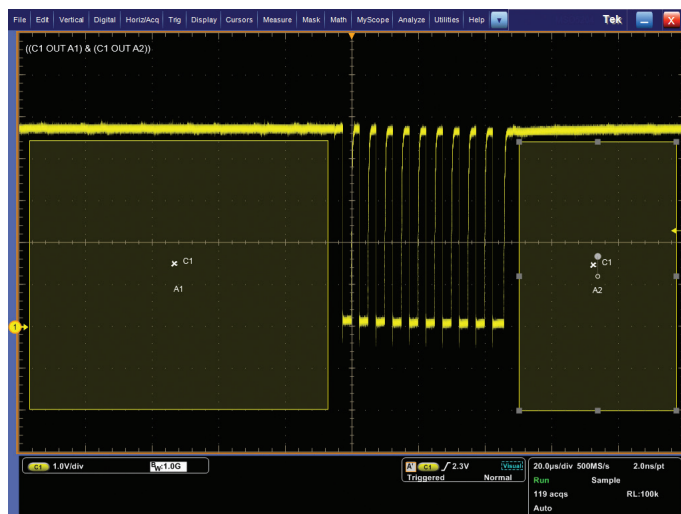 File Edit Vertical Digital Horiz/Acq Trig Display Cursors Measure Mask Math MyScope Analyze Utilities Help Tek X
((C1 OUT A1) & (C1 OUT A2))
C1 C1
A1 A2
1
C1 1.0V/div BW:1.0G A' C1 2.3V Visual 20.0µs/div 500MS/s 2.0ns/pt
Triggered Normal Run Sample
119 acqs RL:100k
Auto